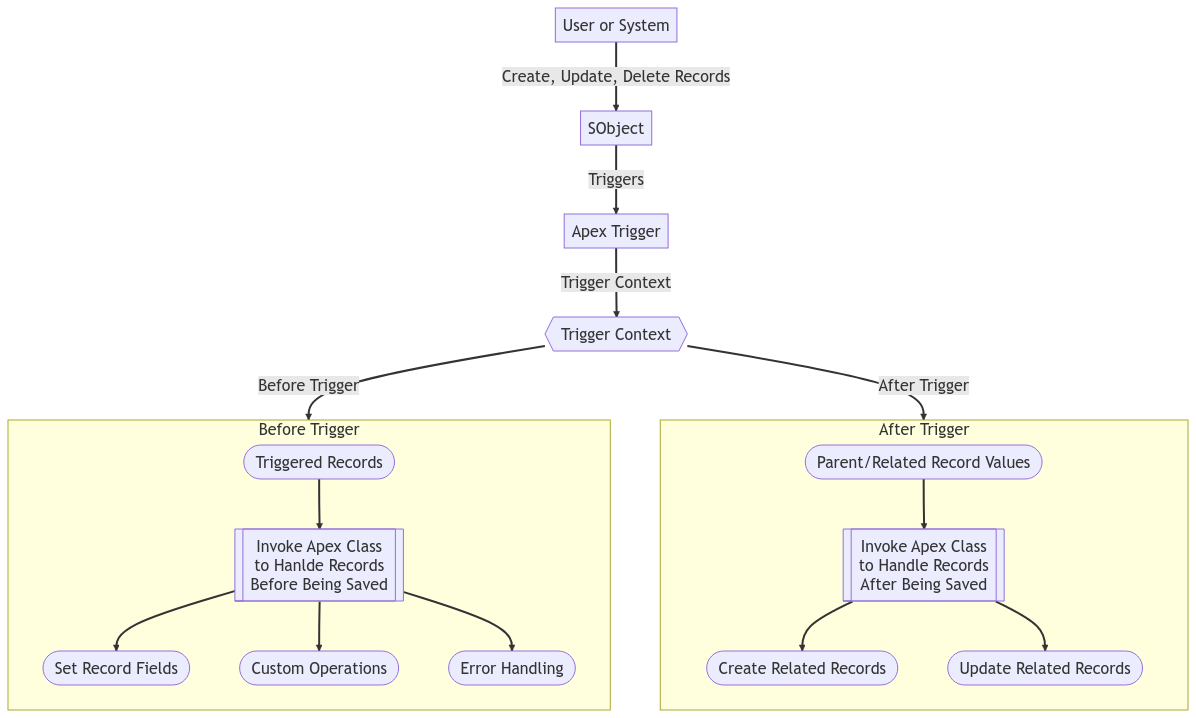 User or System
Create, Update, Delete Records
SObject
Triggers
Apex Trigger
Trigger Context
Trigger Context
Before Trigger
After Trigger
Before Trigger
Triggered Records
Invoke Apex Class
to Hanlde Records
Before Being Saved
Set Record Fields
Custom Operations
Error Handling
After Trigger
Parent/Related Record Values
Invoke Apex Class
to Handle Records
After Being Saved
Create Related Records
Update Related Records